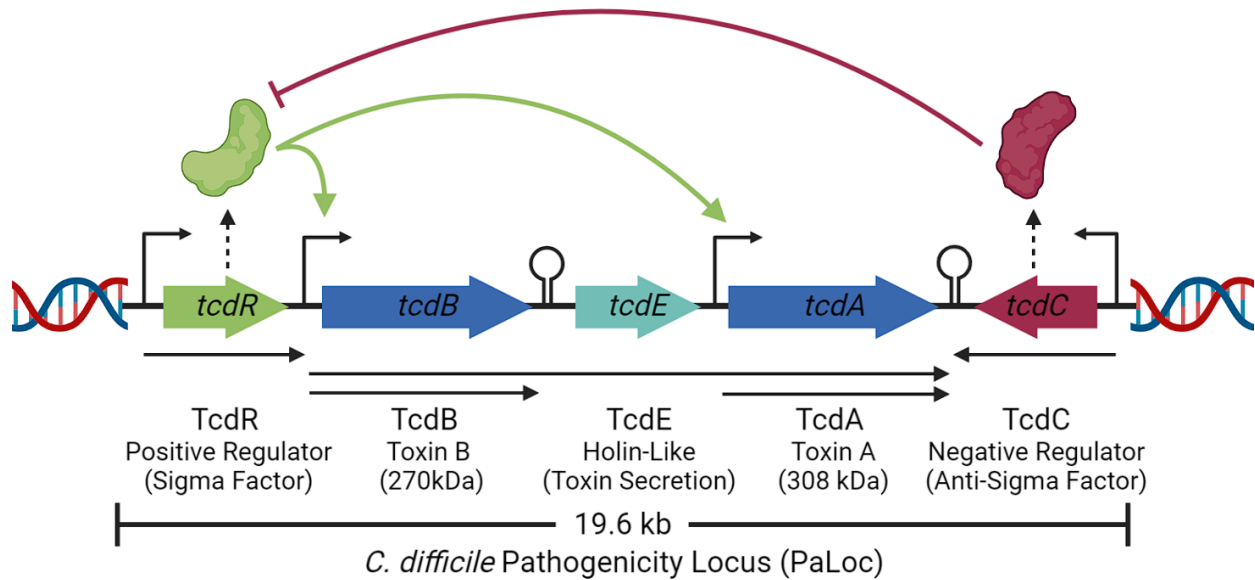 tcdR
tcdB
tcdE
tcdA
tcdC
TcdR
Positive Regulator
(Sigma Factor)
TcdB
Toxin B
(270kDa)
TcdE
Holin-Like
(Toxin Secretion)
TcdA
Toxin A
(308 kDa)
TcdC
Negative Regulator
(Anti-Sigma Factor)
19.6 kb
C. difficile Pathogenicity Locus (PaLoc)